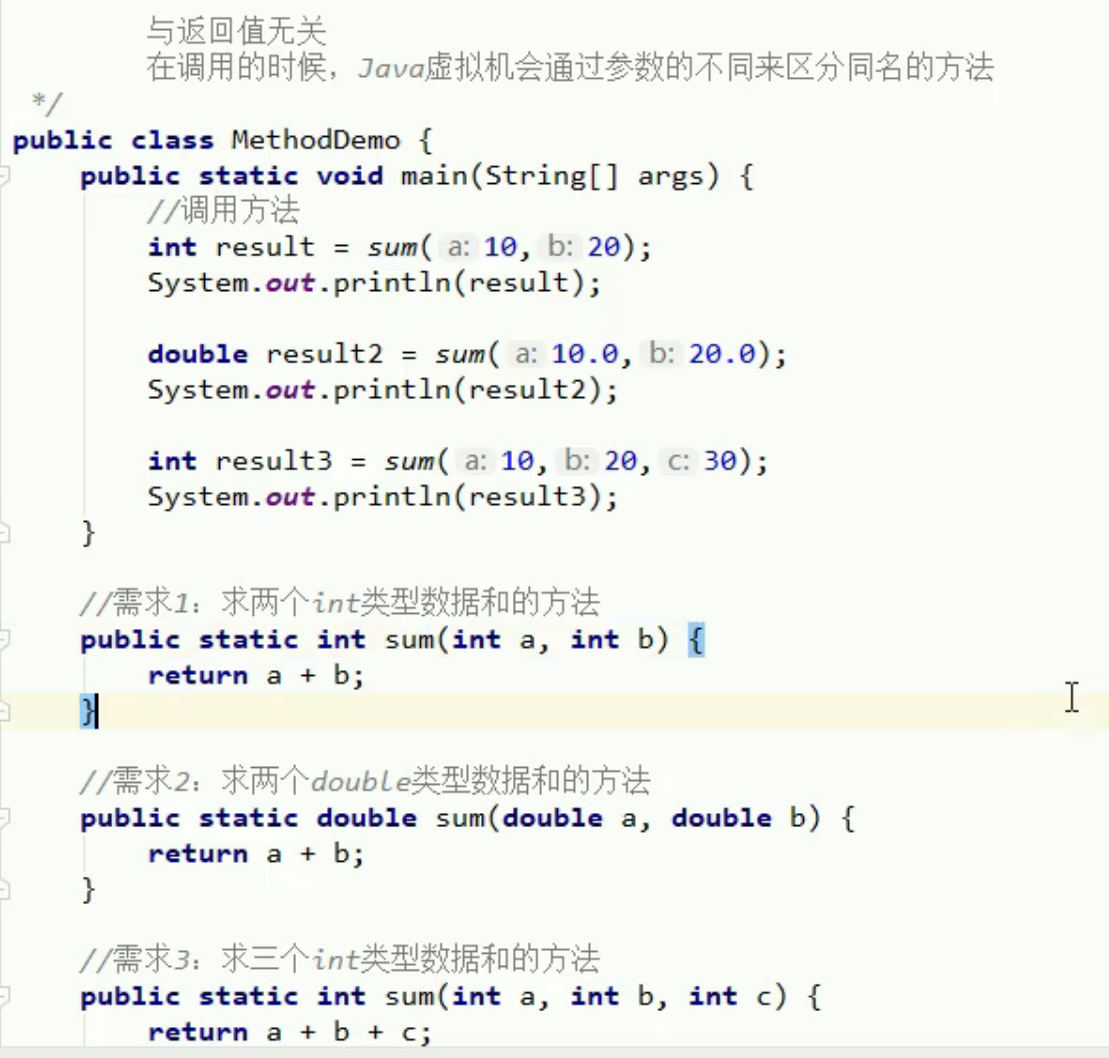 与返回值无关
在调用的时候，Java虚拟机会通过参数的不同来区分同名的方法
*/
public class MethodDemo {
public static void main(String[] args) {
//调用方法
int result = sum( a: 10, b: 20);
System.out.println(result);
double result2 = sum( a: 10.0, b: 20.0);
System.out.println(result2);
int result3 = sum( a: 10, b: 20, c: 30);
System.out.println(result3);
}
//需求1：求两个int类型数据和的方法
public static int sum(int a, int b) {
return a + b;
}
//需求2：求两个double类型数据和的方法
public static double sum(double a, double b) {
return a + b;
}
//需求3：求三个int类型数据和的方法
public static int sum(int a, int b, int c) {
return a + b + c;